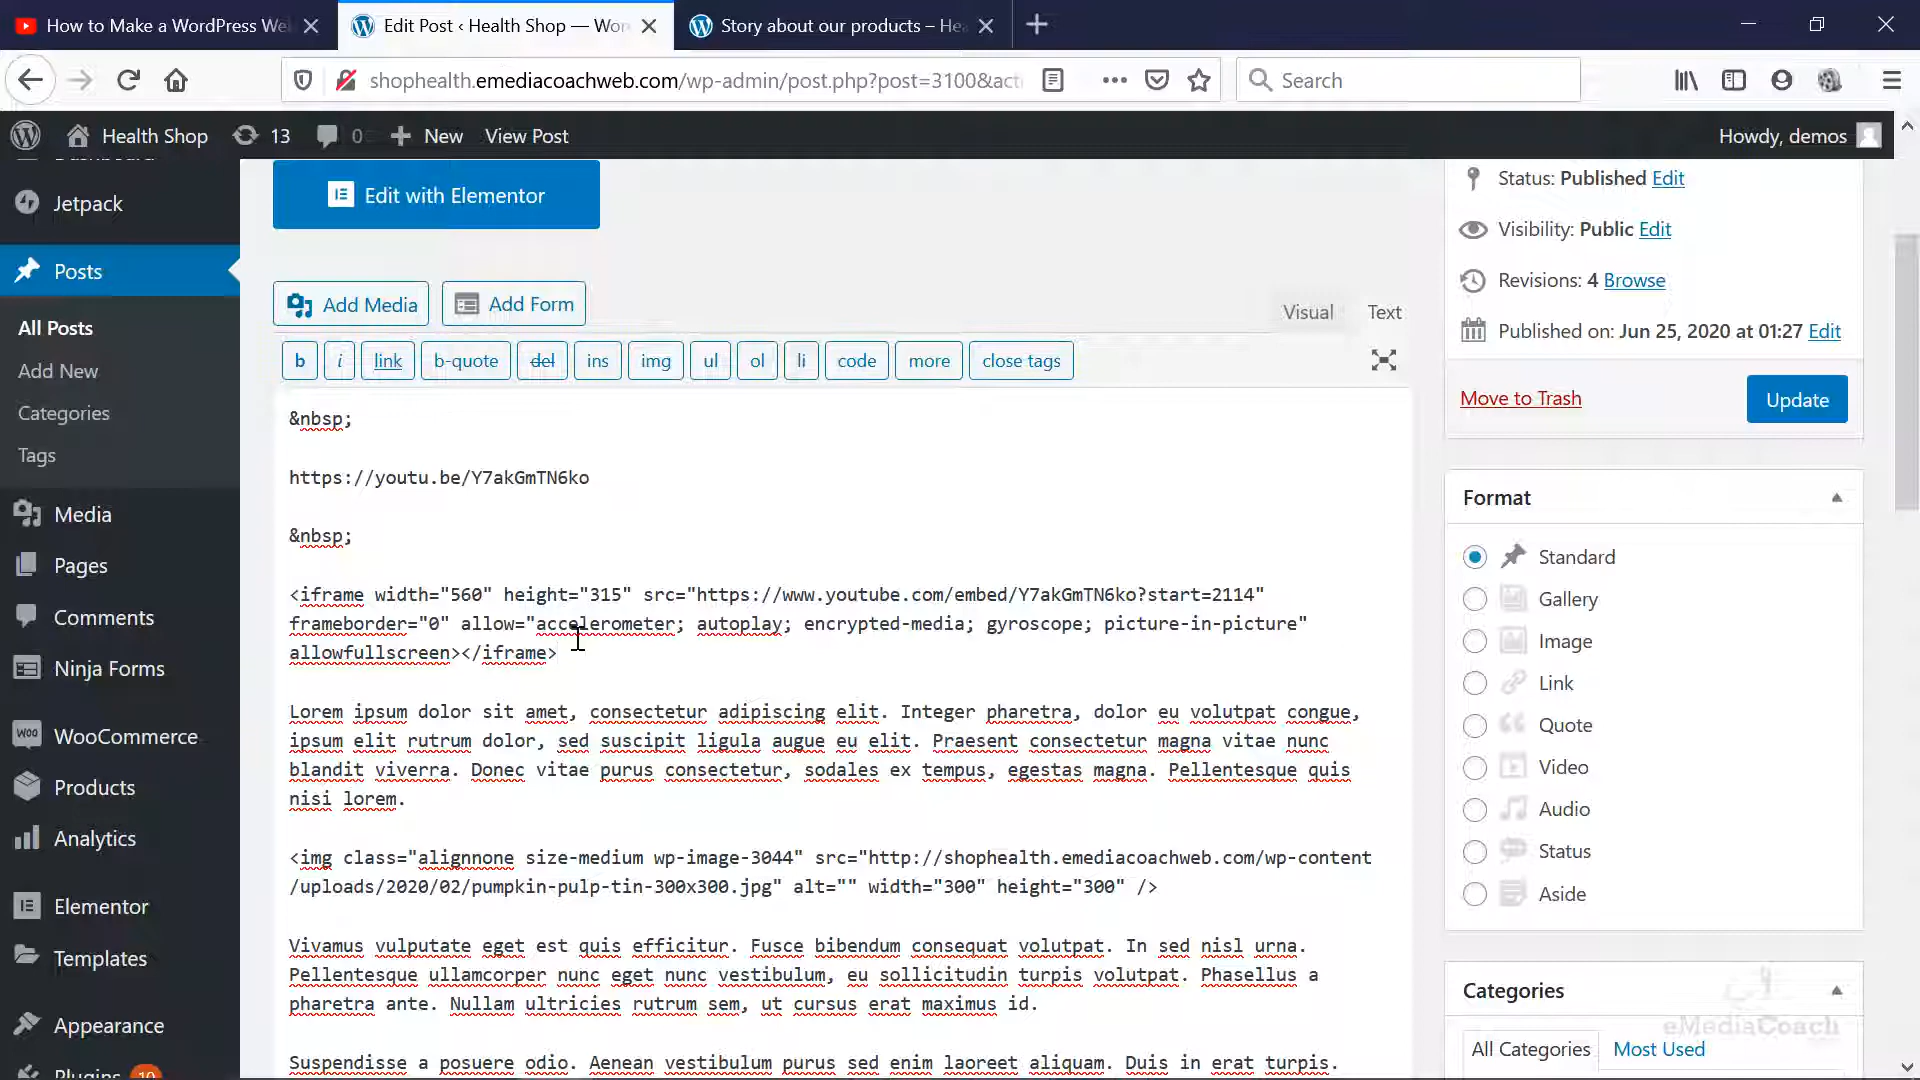 How to Make a WordPress We
Edit Post ‹ Health Shop — Wor
Story about our products – Hea
shophealth.emediacoachweb.com/wp-admin/post.php?post=3100&act
Search
Health Shop
13
0
New
View Post
Howdy, demos
Dashboard
Jetpack
Posts
All Posts
Add New
Categories
Tags
Media
Pages
Comments
Ninja Forms
WooCommerce
Products
Analytics
Elementor
Templates
Appearance
Plugins 10
Edit with Elementor
Add Media
Add Form
Visual
Text
b
i
link
b-quote
del
ins
img
ul
ol
li
code
more
close tags
&nbsp;
https://youtu.be/Y7akGmTN6ko
&nbsp;
<iframe width="560" height="315" src="https://www.youtube.com/embed/Y7akGmTN6ko?start=2114"
frameborder="0" allow="accelerometer; autoplay; encrypted-media; gyroscope; picture-in-picture"
allowfullscreen></iframe>
Lorem ipsum dolor sit amet, consectetur adipiscing elit. Integer pharetra, dolor eu volutpat congue,
ipsum elit rutrum dolor, sed suscipit ligula augue eu elit. Praesent consectetur magna vitae nunc
blandit viverra. Donec vitae purus consectetur, sodales ex tempus, egestas magna. Pellentesque quis
nisi lorem.
<img class="alignnone size-medium wp-image-3044" src="http://shophealth.emediacoachweb.com/wp-content
/uploads/2020/02/pumpkin-pulp-tin-300x300.jpg" alt="" width="300" height="300" />
Vivamus vulputate eget est quis efficitur. Fusce bibendum consequat volutpat. In sed nisl urna.
Pellentesque ullamcorper nunc eget nunc vestibulum, eu sollicitudin turpis volutpat. Phasellus a
pharetra ante. Nullam ultricies rutrum sem, ut cursus erat maximus id.
Suspendisse a posuere odio. Aenean vestibulum purus sed enim laoreet aliquam. Duis in erat turpis.
Status: Published Edit
Visibility: Public Edit
Revisions: 4 Browse
Published on: Jun 25, 2020 at 01:27 Edit
Move to Trash
Update
Format
Standard
Gallery
Image
Link
Quote
Video
Audio
Status
Aside
Categories
eMediaCoach
All Categories
Most Used